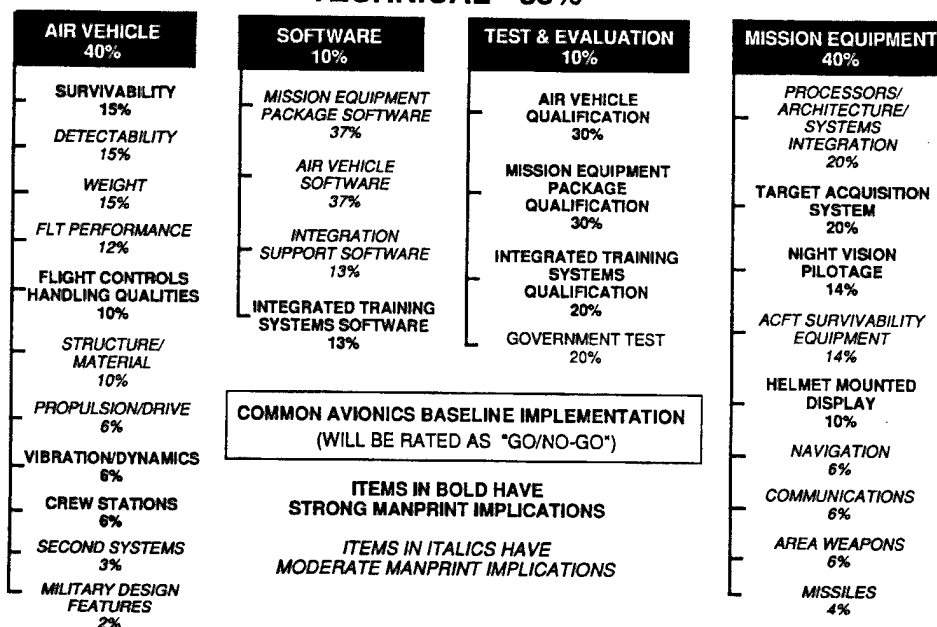 AIR VEHICLE
40%
SURVIVABILITY
15%
DETECTABILITY
15%
WEIGHT
15%
FLT PERFORMANCE
12%
FLIGHT CONTROLS
HANDLING QUALITIES
10%
STRUCTURE/
MATERIAL
10%
PROPULSION/DRIVE
6%
VIBRATION/DYNAMICS
6%
CREW STATIONS
6%
SECOND SYSTEMS
3%
MILITARY DESIGN
FEATURES
2%
SOFTWARE
10%
MISSION EQUIPMENT
PACKAGE SOFTWARE
37%
AIR VEHICLE
SOFTWARE
37%
INTEGRATION
SUPPORT SOFTWARE
13%
INTEGRATED TRAINING
SYSTEMS SOFTWARE
13%
TEST & EVALUATION
10%
AIR VEHICLE
QUALIFICATION
30%
MISSION EQUIPMENT
PACKAGE
QUALIFICATION
30%
INTEGRATED TRAINING
SYSTEMS
QUALIFICATION
20%
GOVERNMENT TEST
20%
MISSION EQUIPMENT
40%
PROCESSORS/
ARCHITECTURE/
SYSTEMS
INTEGRATION
20%
TARGET ACQUISITION
SYSTEM
20%
NIGHT VISION
PILOTAGE
14%
ACFT SURVIVABILITY
EQUIPMENT
14%
HELMET MOUNTED
DISPLAY
10%
NAVIGATION
6%
COMMUNICATIONS
6%
AREA WEAPONS
6%
MISSILES
4%
COMMON AVIONICS BASELINE IMPLEMENTATION
(WILL BE RATED AS "GO/NO-GO")
ITEMS IN BOLD HAVE
STRONG MANPRINT IMPLICATIONS
ITEMS IN ITALICS HAVE
MODERATE MANPRINT IMPLICATIONS